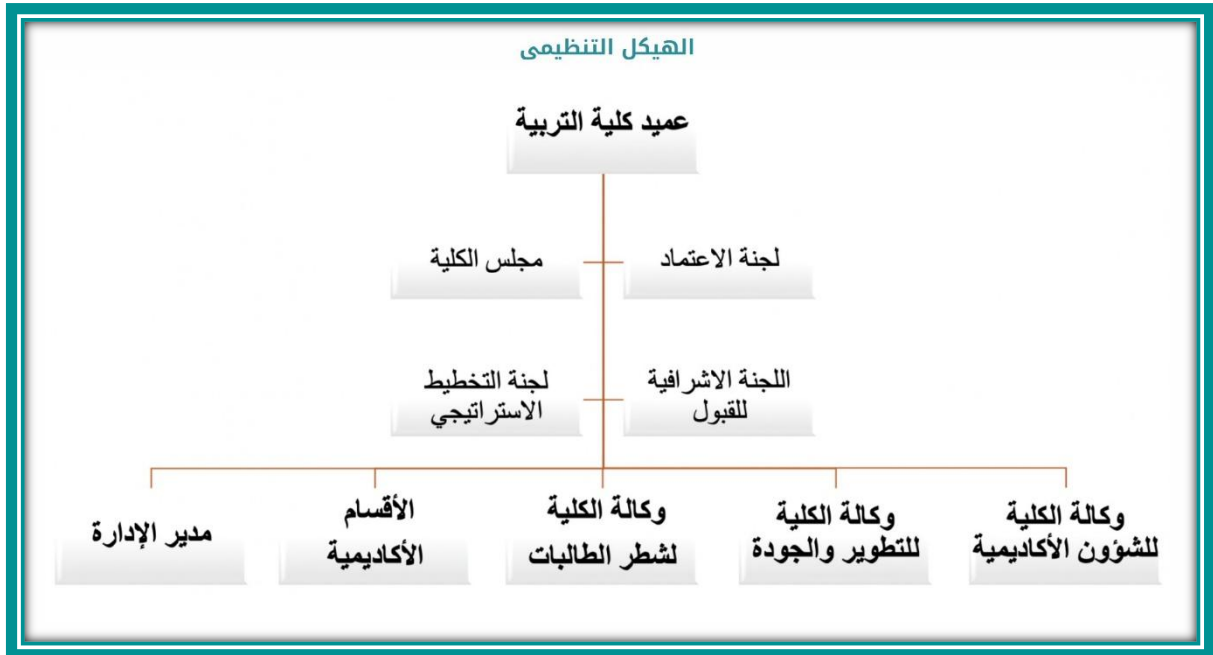 الهيكل التنظيمى
عميد كلية التربية
لجنة الاعتماد
مجلس الكلية
اللجنة الاشرافية
للقبول
لجنة التخطيط
الاستراتيجي
وكالة الكلية
للشؤون الأكاديمية
وكالة الكلية
للتطوير والجودة
وكالة الكلية
لشطر الطالبات
الأقسام
الأكاديمية
مدير الإدارة